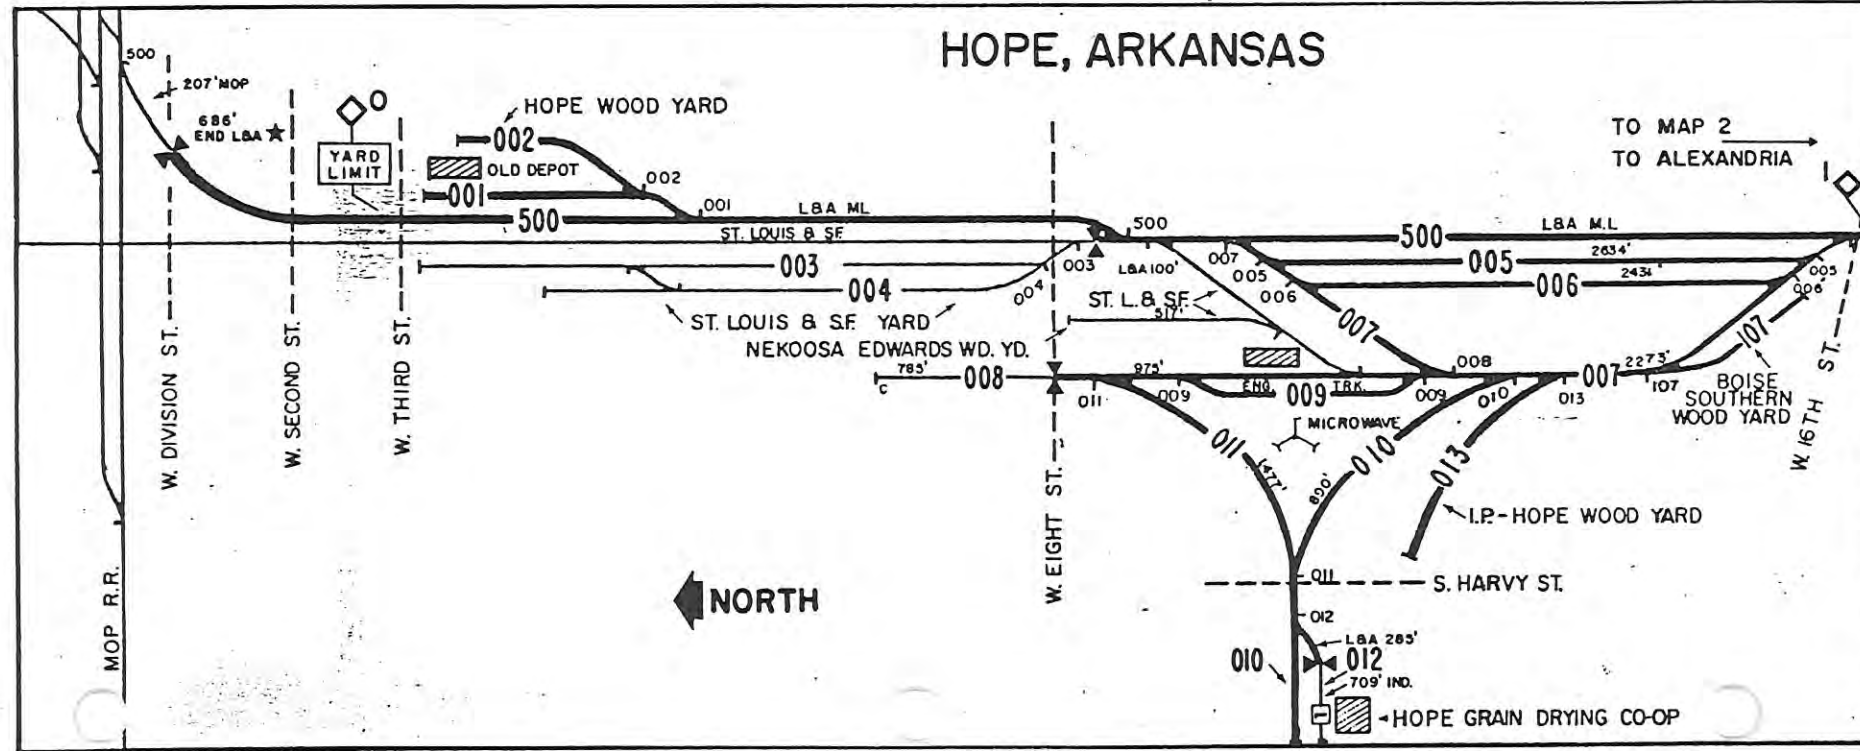 HOPE, ARKANSAS
500
207' MOP
686'
END L&A
O
YARD
LIMIT
HOPE WOOD YARD
002
OLD DEPOT
002
001
001
500
L&A ML
ST. LOUIS & SF.
003
004
003
004
ST. LOUIS & S.F. YARD
TO MAP 2
TO ALEXANDRIA
1
500
500
L&A M.L
007
005
2634'
005
2434'
006
006
005
006
L&A 100'
ST. L. & S.F.
517'
NEKOOSA EDWARDS WD. YD.
007
107
785'
008
C
975'
008
007
2273'
107
BOISE
SOUTHERN
WOOD YARD
ENG. TRK.
009
011
009
009
010
013
MICROWAVE
011
1477'
010
890'
013
I.P.-HOPE WOOD YARD
W. DIVISION ST.
W. SECOND ST.
W. THIRD ST.
W. EIGHT ST.
W. 16TH ST.
MOP R.R.
NORTH
011
S. HARVY ST.
012
L&A 285'
010
012
709' IND.
HOPE GRAIN DRYING CO-OP